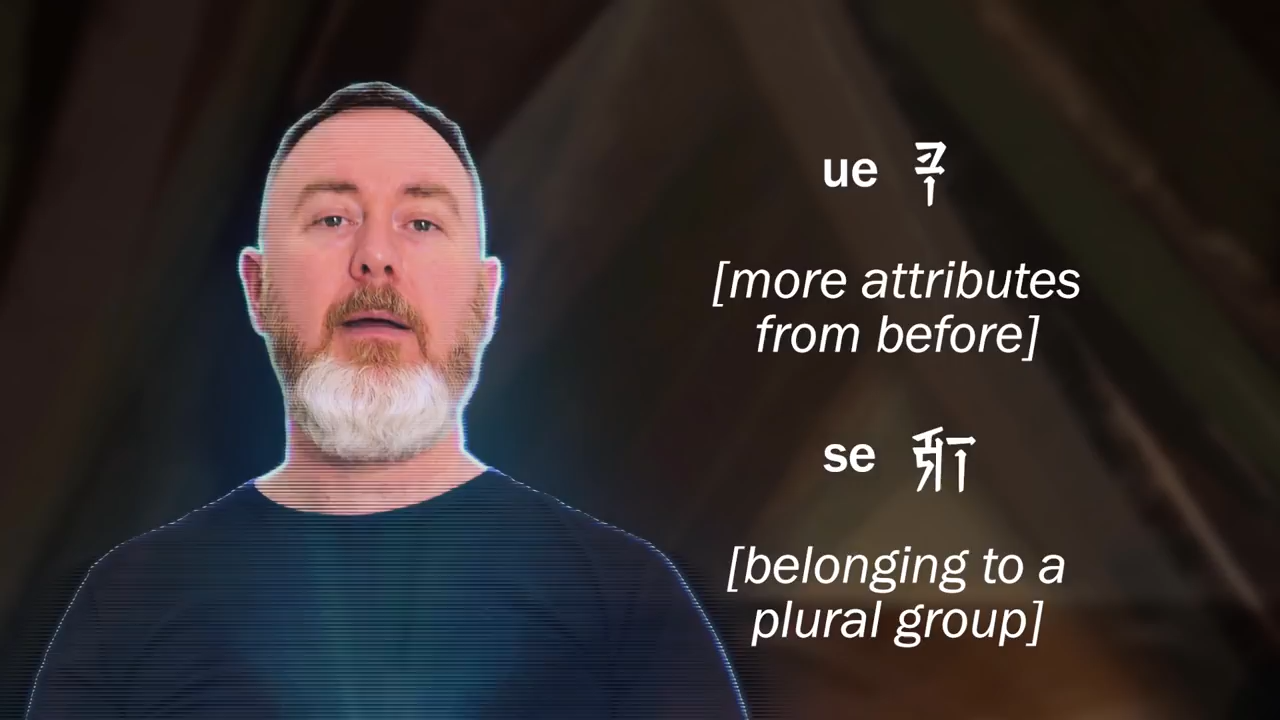 ue
[more attributes
from before]
se
[belonging to a
plural group]